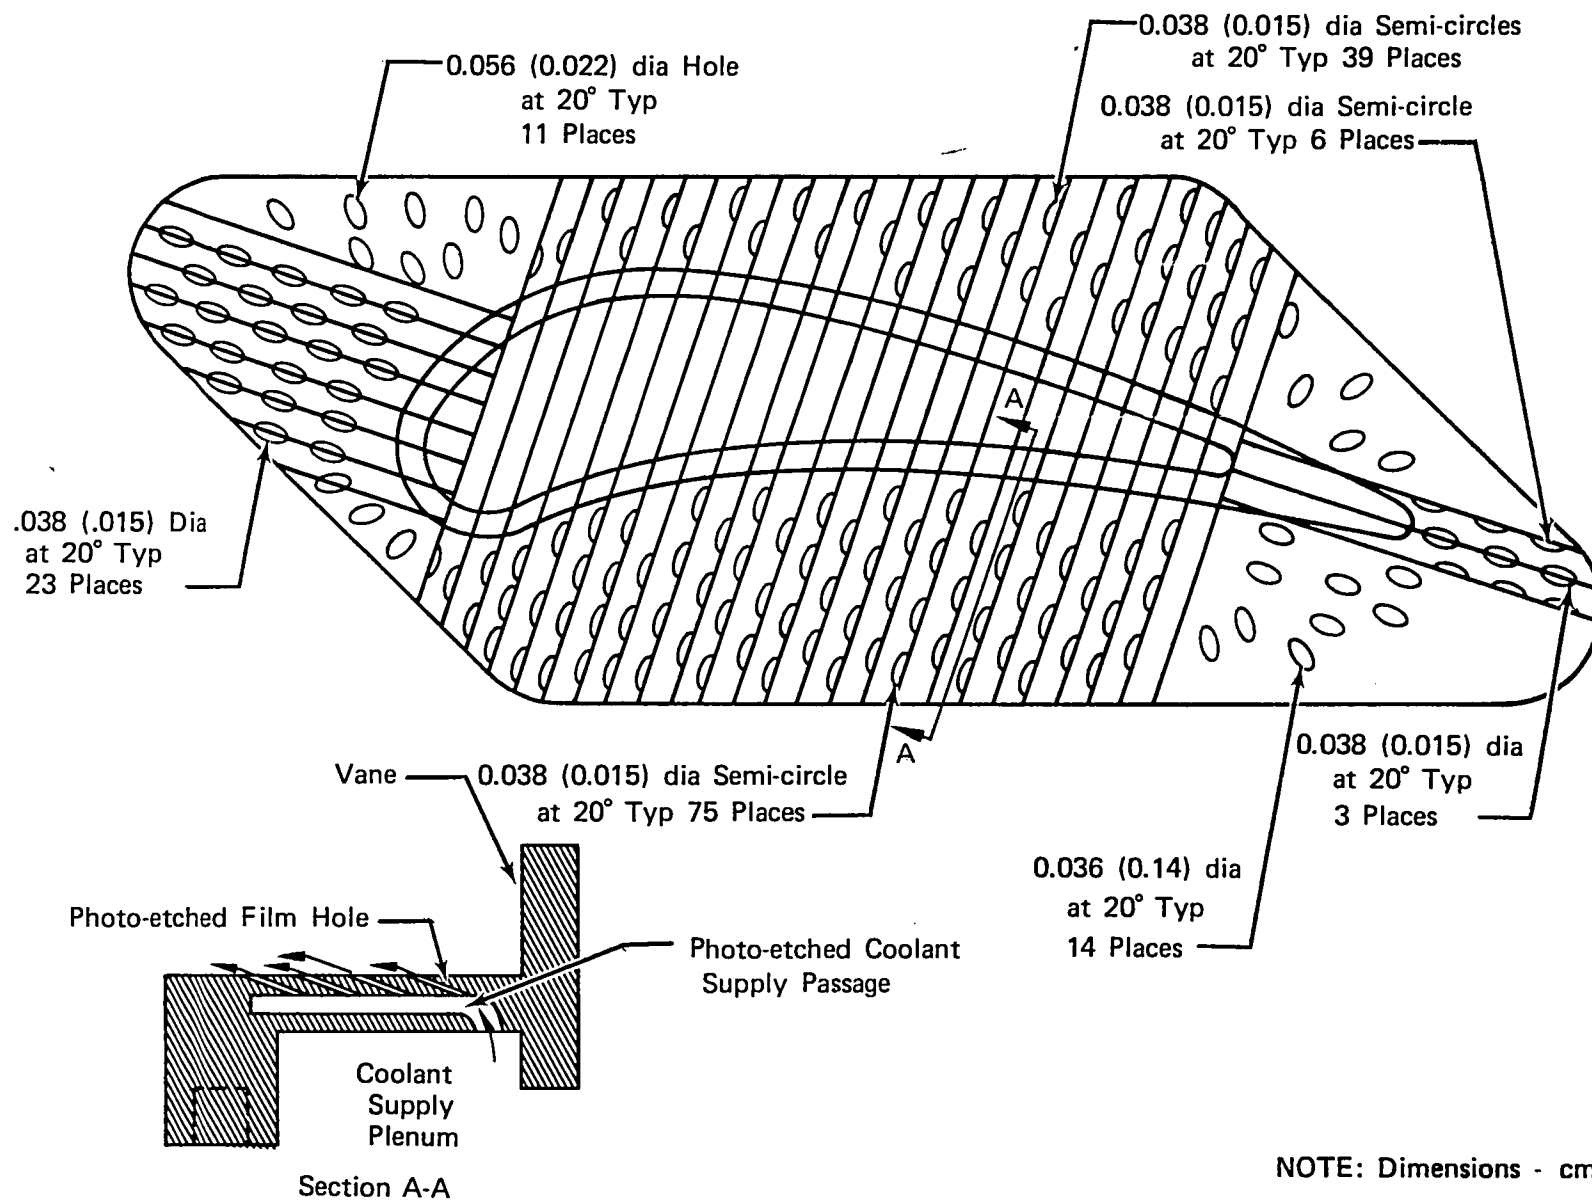 0.038 (0.015) dia Semi-circles
at 20° Typ 39 Places
0.056 (0.022) dia Hole
at 20° Typ
11 Places
0.038 (0.015) dia Semi-circle
at 20° Typ 6 Places
A
.038 (.015) Dia
at 20° Typ
23 Places
A
0.038 (0.015) dia
at 20° Typ
3 Places
Vane
0.038 (0.015) dia Semi-circle
at 20° Typ 75 Places
0.036 (0.14) dia
at 20° Typ
14 Places
Photo-etched Film Hole
Photo-etched Coolant
Supply Passage
Coolant
Supply
Plenum
Section A-A
NOTE: Dimensions - cm